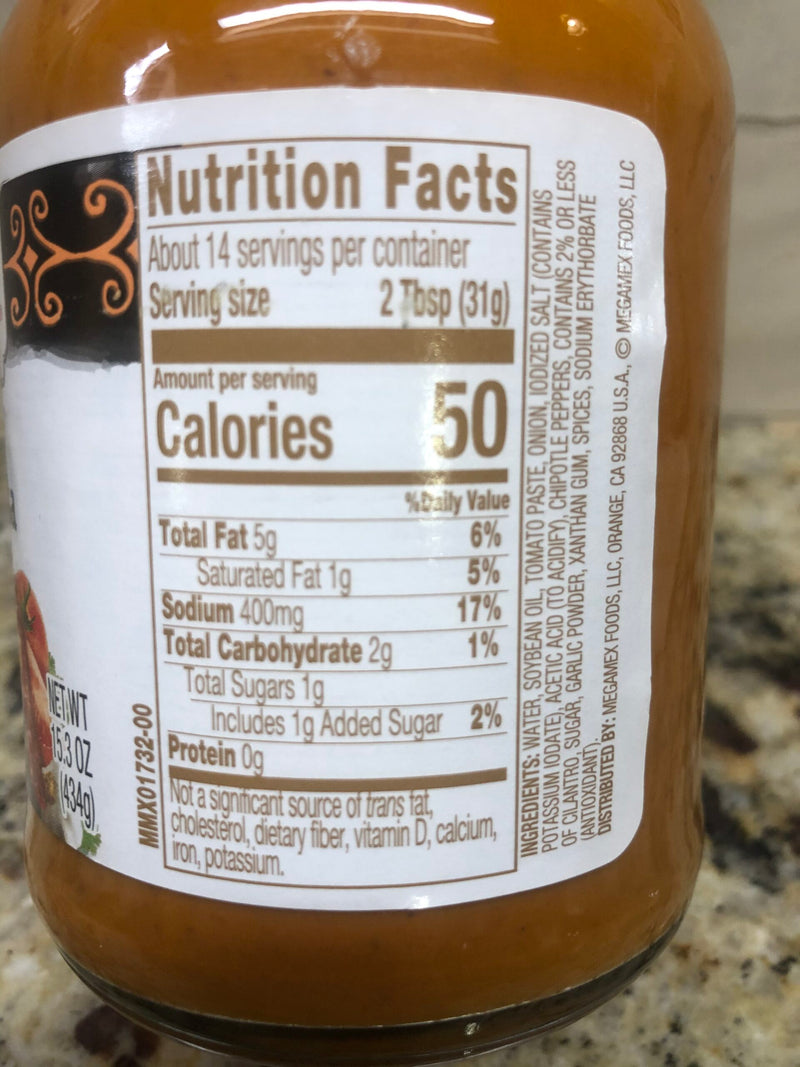 Nutrition Facts
About 14 servings per container
Serving size 2 Tbsp (31g)
Amount per serving
Calories 50
%Daily Value
Total Fat 5g 6%
Saturated Fat 1g 5%
Sodium 400mg 17%
Total Carbohydrate 2g 1%
Total Sugars 1g
Includes 1g Added Sugar 2%
Protein 0g
Not a significant source of trans fat,
cholesterol, dietary fiber, vitamin D, calcium,
iron, potassium.
INGREDIENTS: WATER, SOYBEAN OIL, TOMATO PASTE, ONION, IODIZED SALT (CONTAINS
POTASSIUM IODATE), ACETIC ACID (TO ACIDIFY), CHIPOTLE PEPPERS, CONTAINS 2% OR LESS
OF CILANTRO, SUGAR, GARLIC POWDER, XANTHAN GUM, SPICES, SODIUM ERYTHORBATE
(ANTIOXIDANT).
DISTRIBUTED BY: MEGAMEX FOODS, LLC, ORANGE, CA 92868 U.S.A., © MEGAMEX FOODS, LLC
MMX01732-00
NET WT
15.3 OZ
(434g)